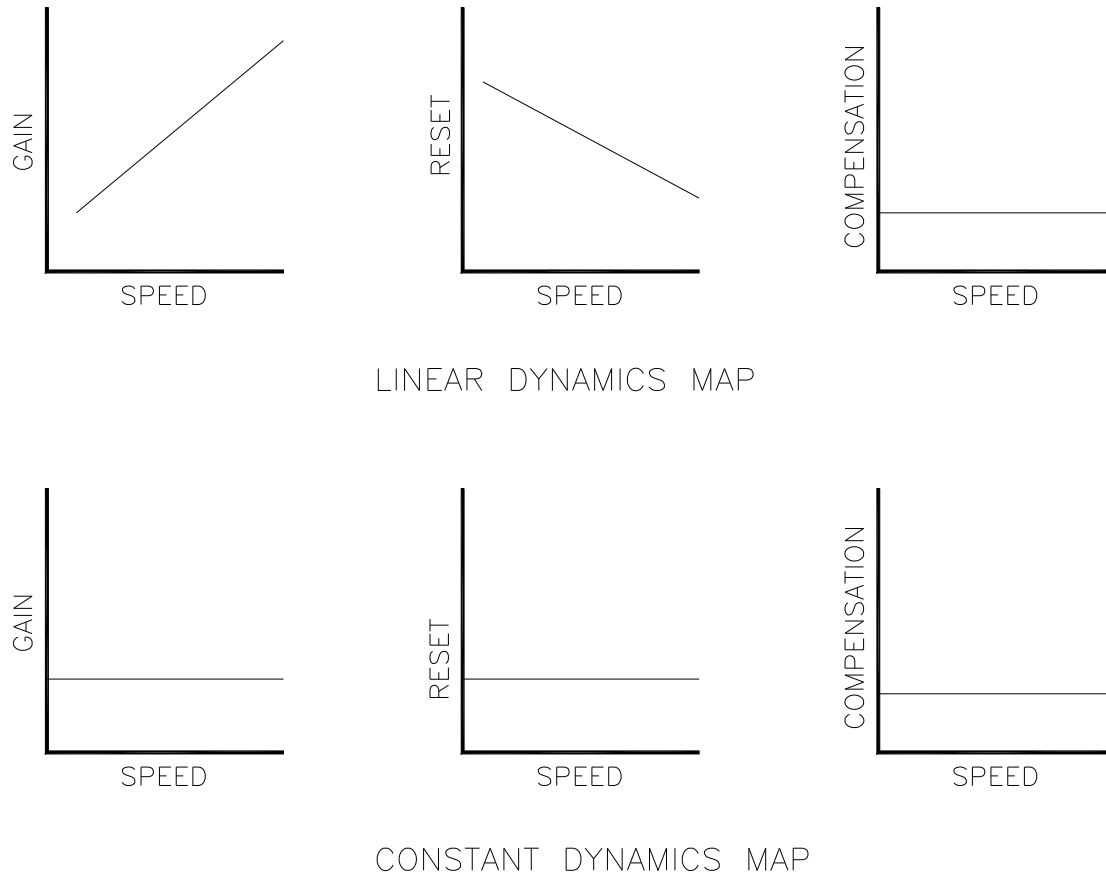 GAIN
SPEED
RESET
SPEED
COMPENSATION
SPEED
LINEAR DYNAMICS MAP
GAIN
SPEED
RESET
SPEED
COMPENSATION
SPEED
CONSTANT DYNAMICS MAP